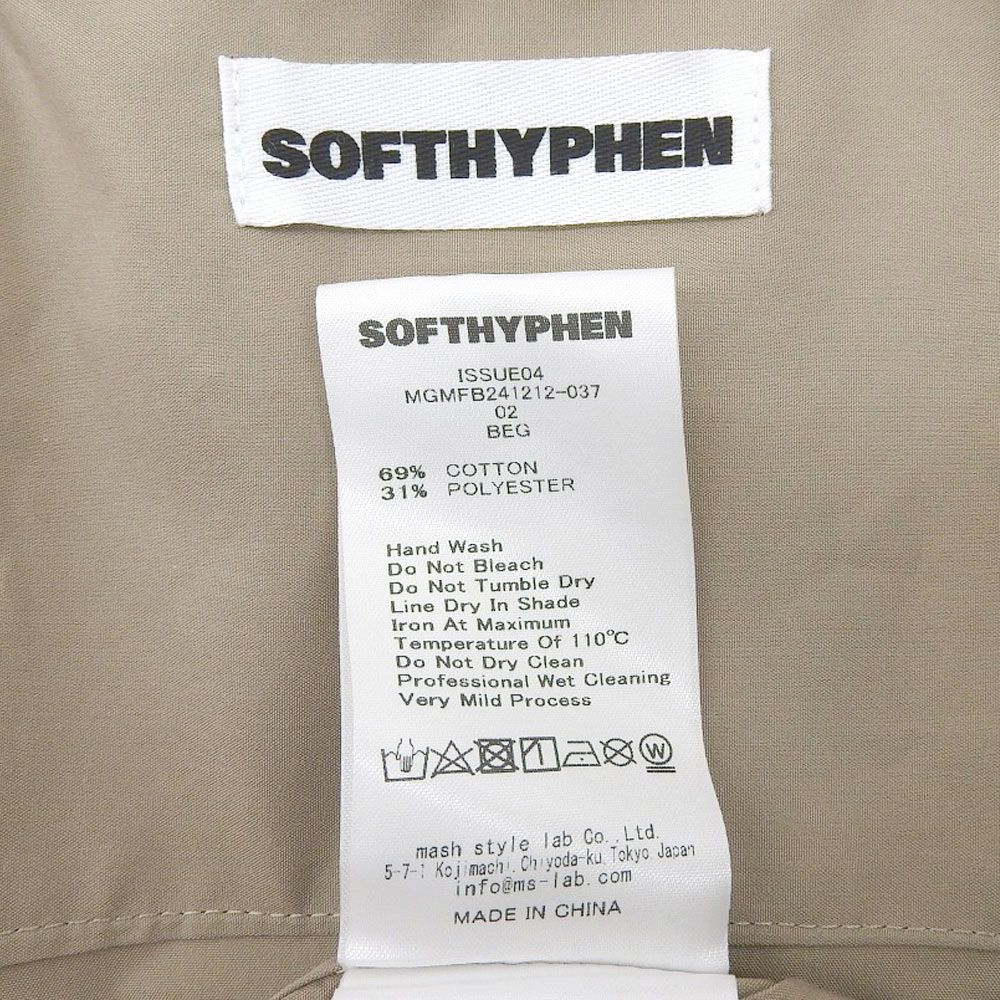 SOFTHYPHEN
SOFTHYPHEN
ISSUE04
MGMFB241212-037
02
BEG
69% COTTON
31% POLYESTER
Hand Wash
Do Not Bleach
Do Not Tumble Dry
Line Dry In Shade
Iron At Maximum
Temperature Of 110℃
Do Not Dry Clean
Professional Wet Cleaning
Very Mild Process
W
mash style lab Co.,Ltd.
5-7-1 Kojimachi,Chiyoda-ku,Tokyo,Japan
info@ms-lab.com
MADE IN CHINA